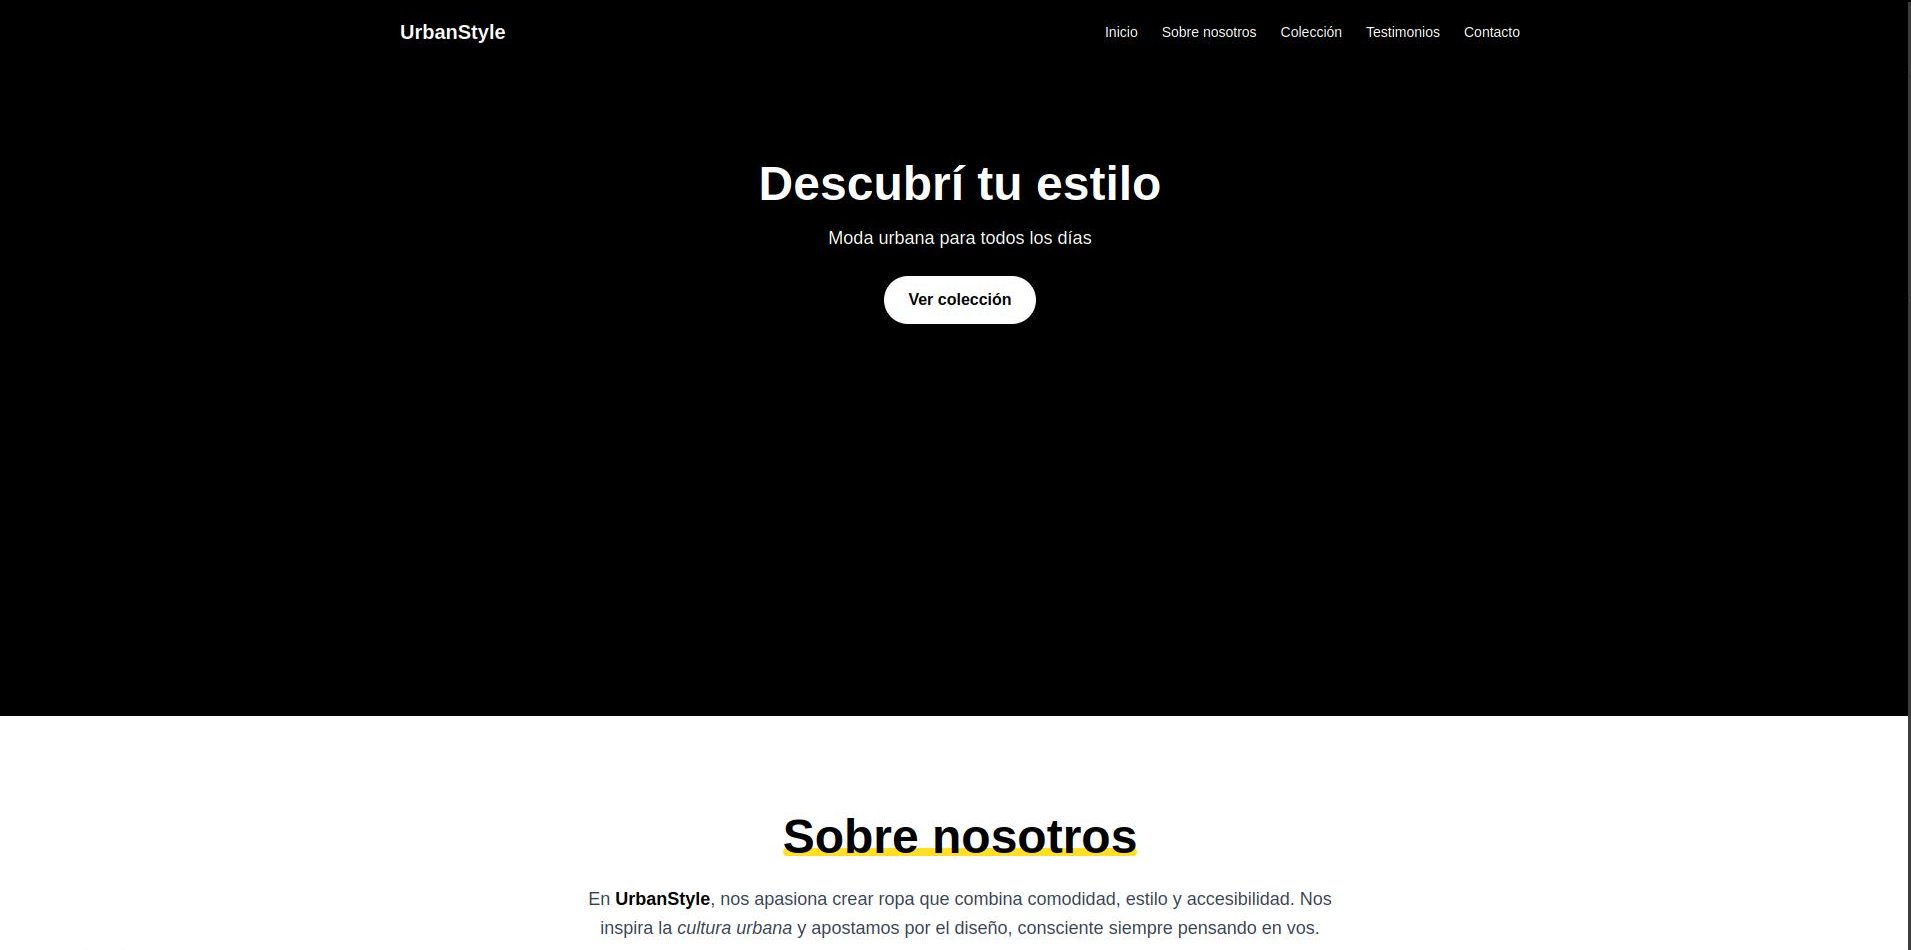 UrbanStyle
Inicio Sobre nosotros Colección Testimonios Contacto
Descubrí tu estilo
Moda urbana para todos los días
Ver colección
Sobre nosotros
En UrbanStyle, nos apasiona crear ropa que combina comodidad, estilo y accesibilidad. Nos
inspira la cultura urbana y apostamos por el diseño, consciente siempre pensando en vos.